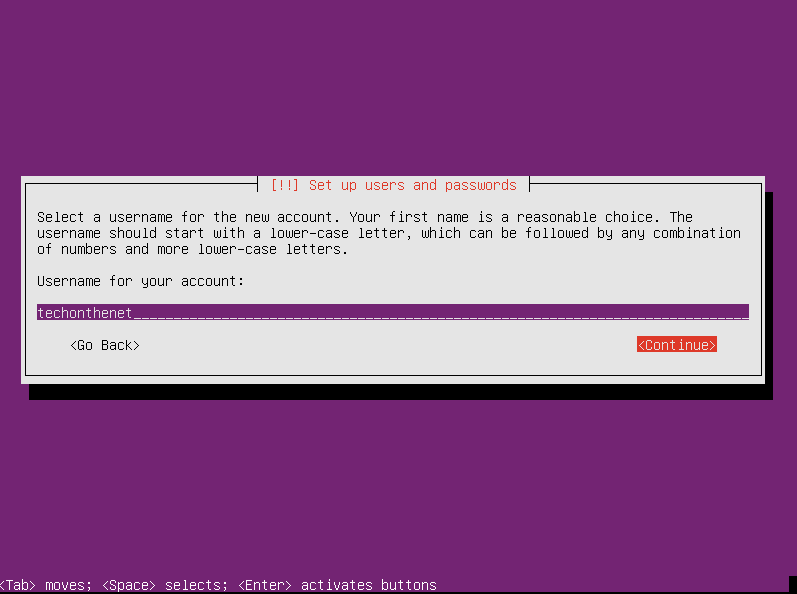 [!!] Set up users and passwords
Select a username for the new account. Your first name is a reasonable choice. The
username should start with a lower-case letter, which can be followed by any combination
of numbers and more lower-case letters.
Username for your account:
techonthenet
<Go Back> <Continue>
<Tab> moves; <Space> selects; <Enter> activates buttons